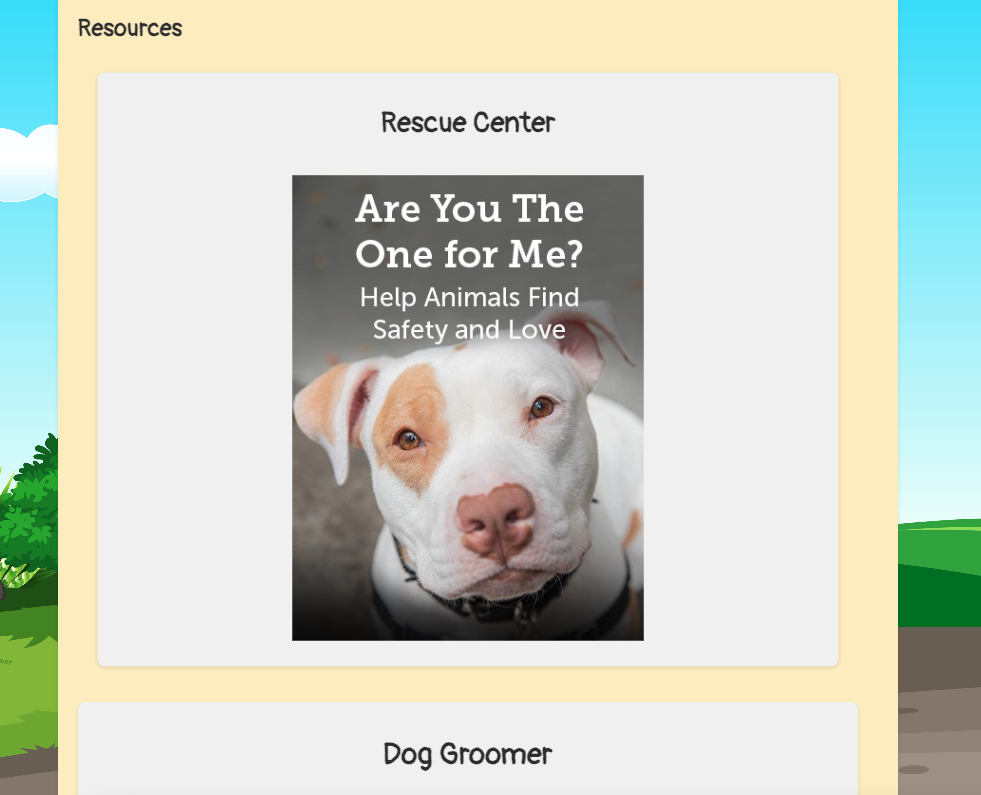 Resources
Rescue Center
Are You The
One for Me?
Help Animals Find
Safety and Love
Dog Groomer